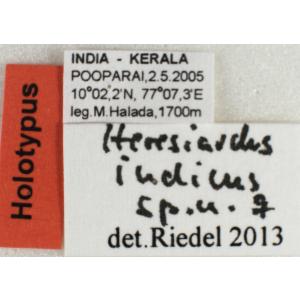 Holotypus
INDIA - KERALA
POOPARAI,2.5.2005
10°02,2'N, 77°07,3'E
leg.M.Halada,1700m
Heresiarches
indicus
sp.n. ♀
det.Riedel 2013